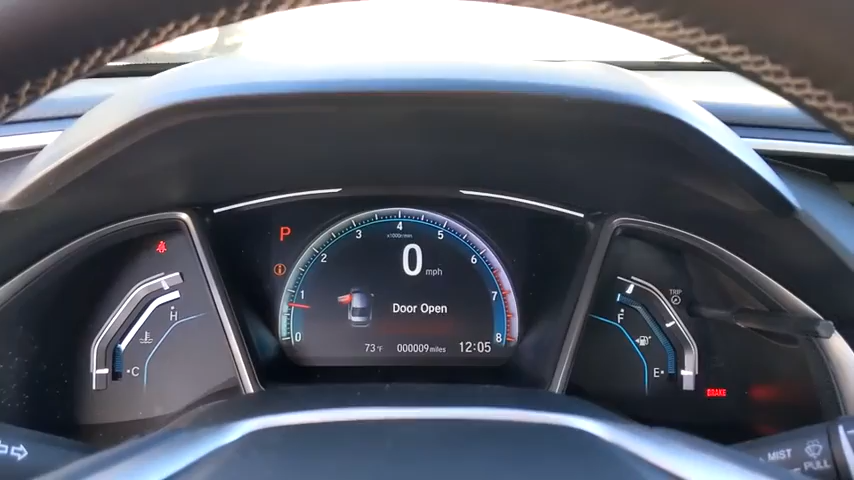 P
4
x1000r/min
3
5
2
6
1
7
0
8
0 mph
Door Open
73°F
000009 miles
12:05
H
C
TRIP
F
E
BRAKE
MIST
PULL